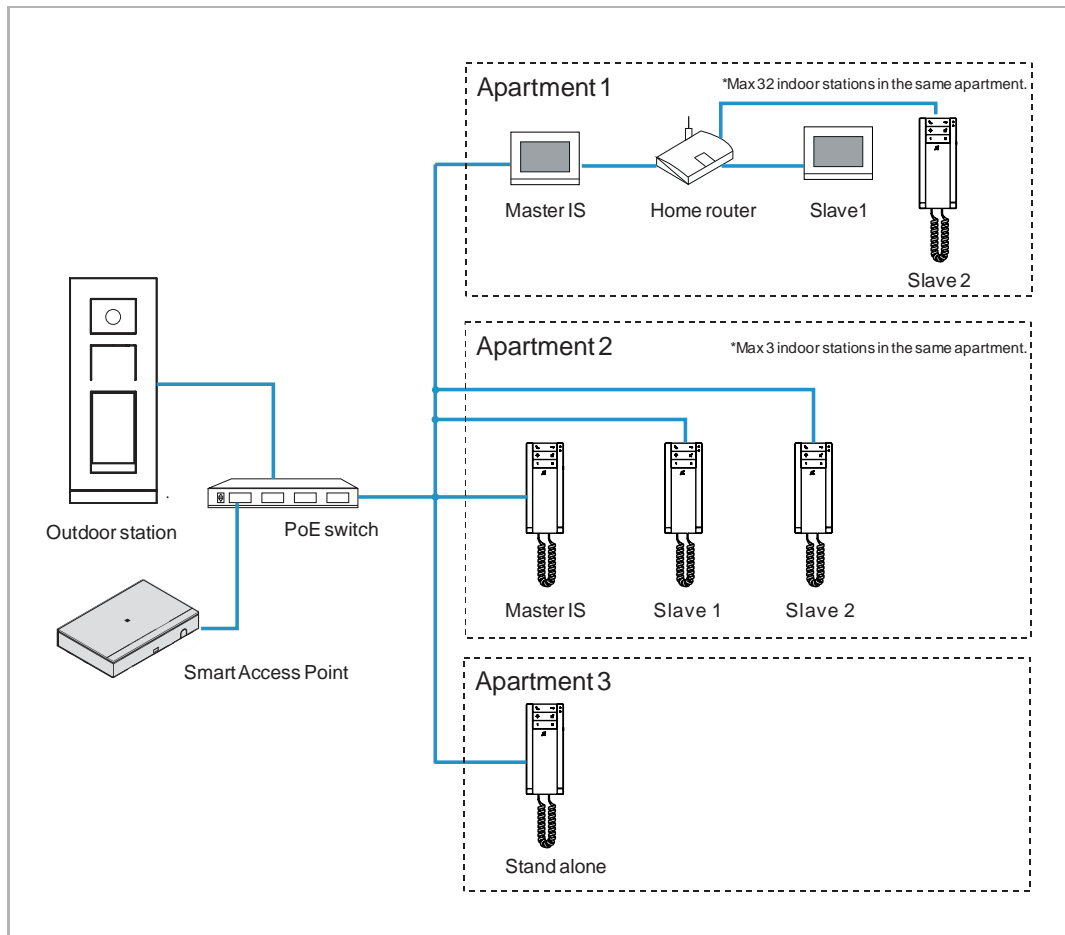 Apartment 1
*Max 32 indoor stations in the same apartment.
Master IS
Home router
Slave1
Slave 2
Apartment 2
*Max 3 indoor stations in the same apartment.
Outdoor station
PoE switch
Master IS
Slave 1
Slave 2
Smart Access Point
Apartment 3
Stand alone